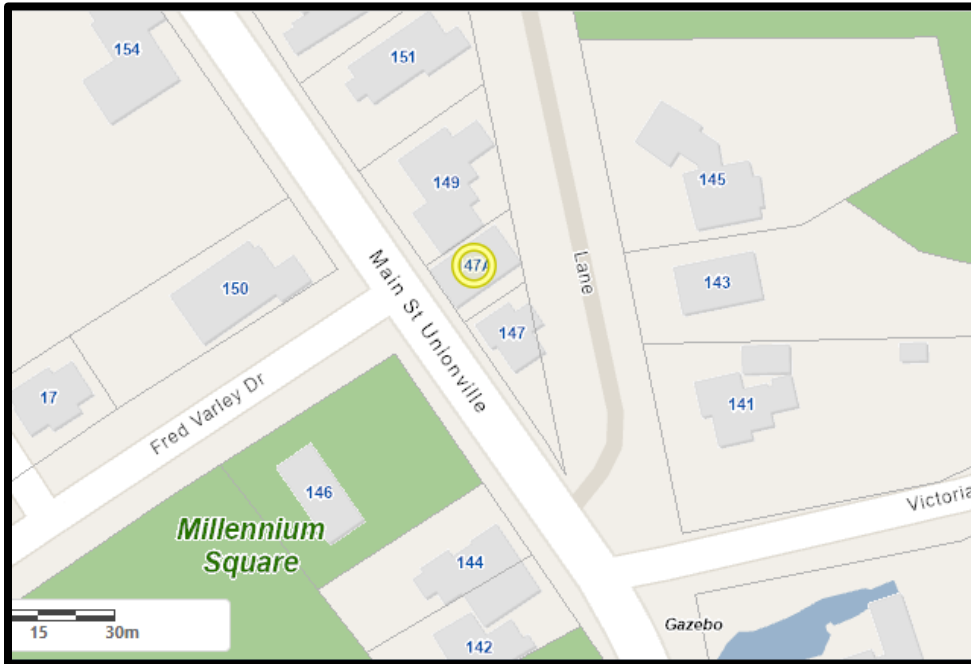 154
151
149
145
47A
143
150
147
Lane
Main St Unionville
17
Fred Varley Dr
141
146
Victoria
Millennium
Square
144
142
Gazebo
15
30m